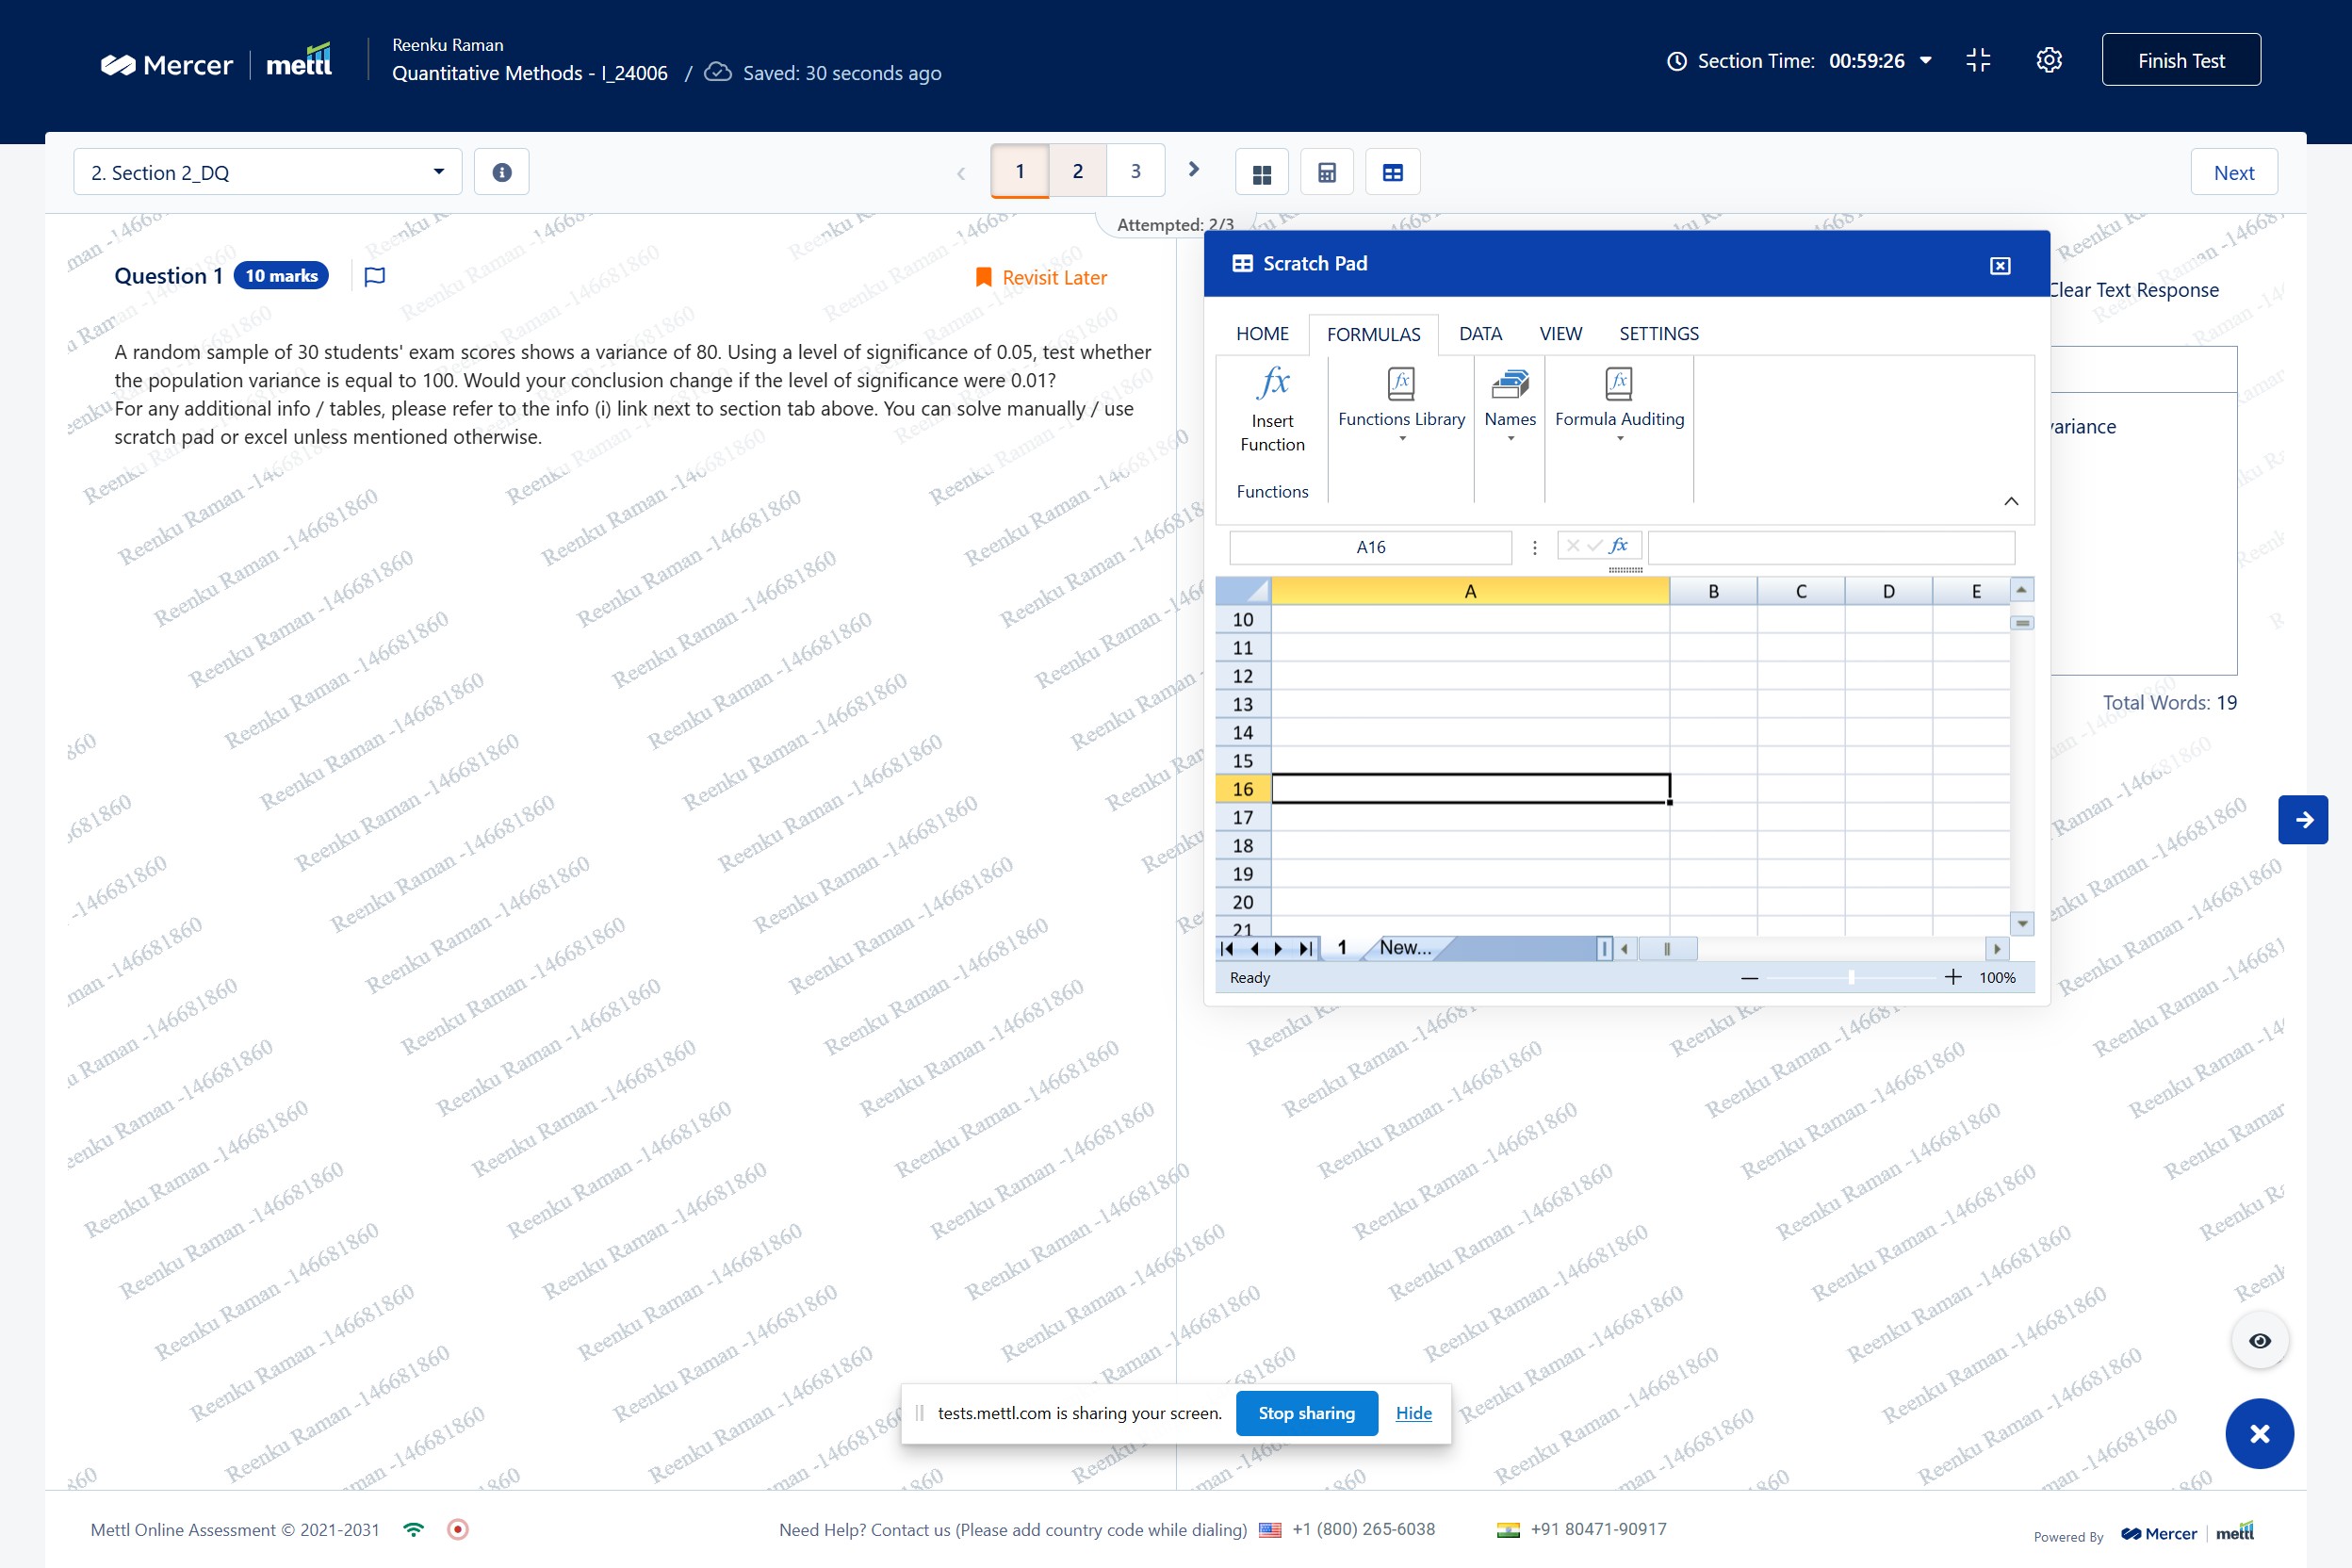 Mercer | mettl
Reenku Raman
Quantitative Methods - I_24006 / Saved: 30 seconds ago
Section Time: 00:59:26
Finish Test
2. Section 2_DQ
1 2 3
Next
Attempted: 2/3
Question 1 10 marks
Revisit Later
A random sample of 30 students' exam scores shows a variance of 80. Using a level of significance of 0.05, test whether
the population variance is equal to 100. Would your conclusion change if the level of significance were 0.01?
For any additional info / tables, please refer to the info (i) link next to section tab above. You can solve manually / use
scratch pad or excel unless mentioned otherwise.
Scratch Pad
HOME FORMULAS DATA VIEW SETTINGS
fx
Insert
Function
Functions Library
Names
Formula Auditing
Functions
A16
fx
A B C D E
10
11
12
13
14
15
16
17
18
19
20
21
1 New...
Ready
100%
Clear Text Response
variance
Total Words: 19
Reenku Raman -146681860
tests.mettl.com is sharing your screen. Stop sharing Hide
Mettl Online Assessment © 2021-2031
Need Help? Contact us (Please add country code while dialing) +1 (800) 265-6038 +91 80471-90917
Powered By Mercer | mettl